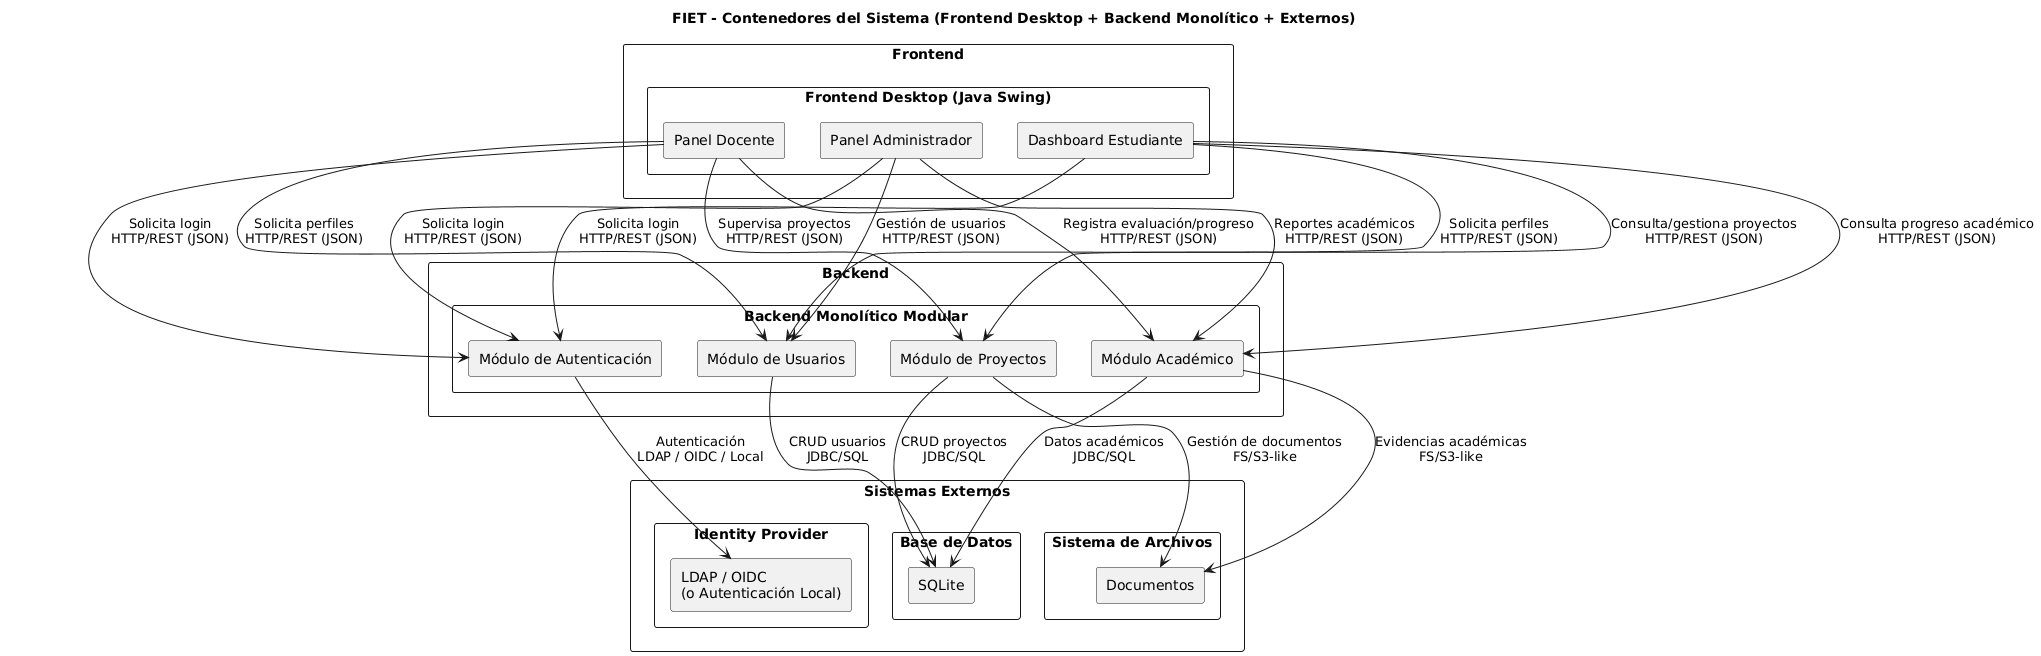 FIET - Contenedores del Sistema (Frontend Desktop + Backend Monolítico + Externos)
Frontend
Frontend Desktop (Java Swing)
Panel Docente
Panel Administrador
Dashboard Estudiante
Solicita login
HTTP/REST (JSON)
Solicita perfiles
HTTP/REST (JSON)
Solicita login
HTTP/REST (JSON)
Solicita login
HTTP/REST (JSON)
Supervisa proyectos
HTTP/REST (JSON)
Gestión de usuarios
HTTP/REST (JSON)
Registra evaluación/progreso
HTTP/REST (JSON)
Reportes académicos
HTTP/REST (JSON)
Solicita perfiles
HTTP/REST (JSON)
Consulta/gestiona proyectos
HTTP/REST (JSON)
Consulta progreso académico
HTTP/REST (JSON)
Backend
Backend Monolítico Modular
Módulo de Autenticación
Módulo de Usuarios
Módulo de Proyectos
Módulo Académico
Autenticación
LDAP / OIDC / Local
CRUD usuarios
JDBC/SQL
CRUD proyectos
JDBC/SQL
Datos académicos
JDBC/SQL
Gestión de documentos
FS/S3-like
Evidencias académicas
FS/S3-like
Sistemas Externos
Identity Provider
LDAP / OIDC
(o Autenticación Local)
Base de Datos
SQLite
Sistema de Archivos
Documentos